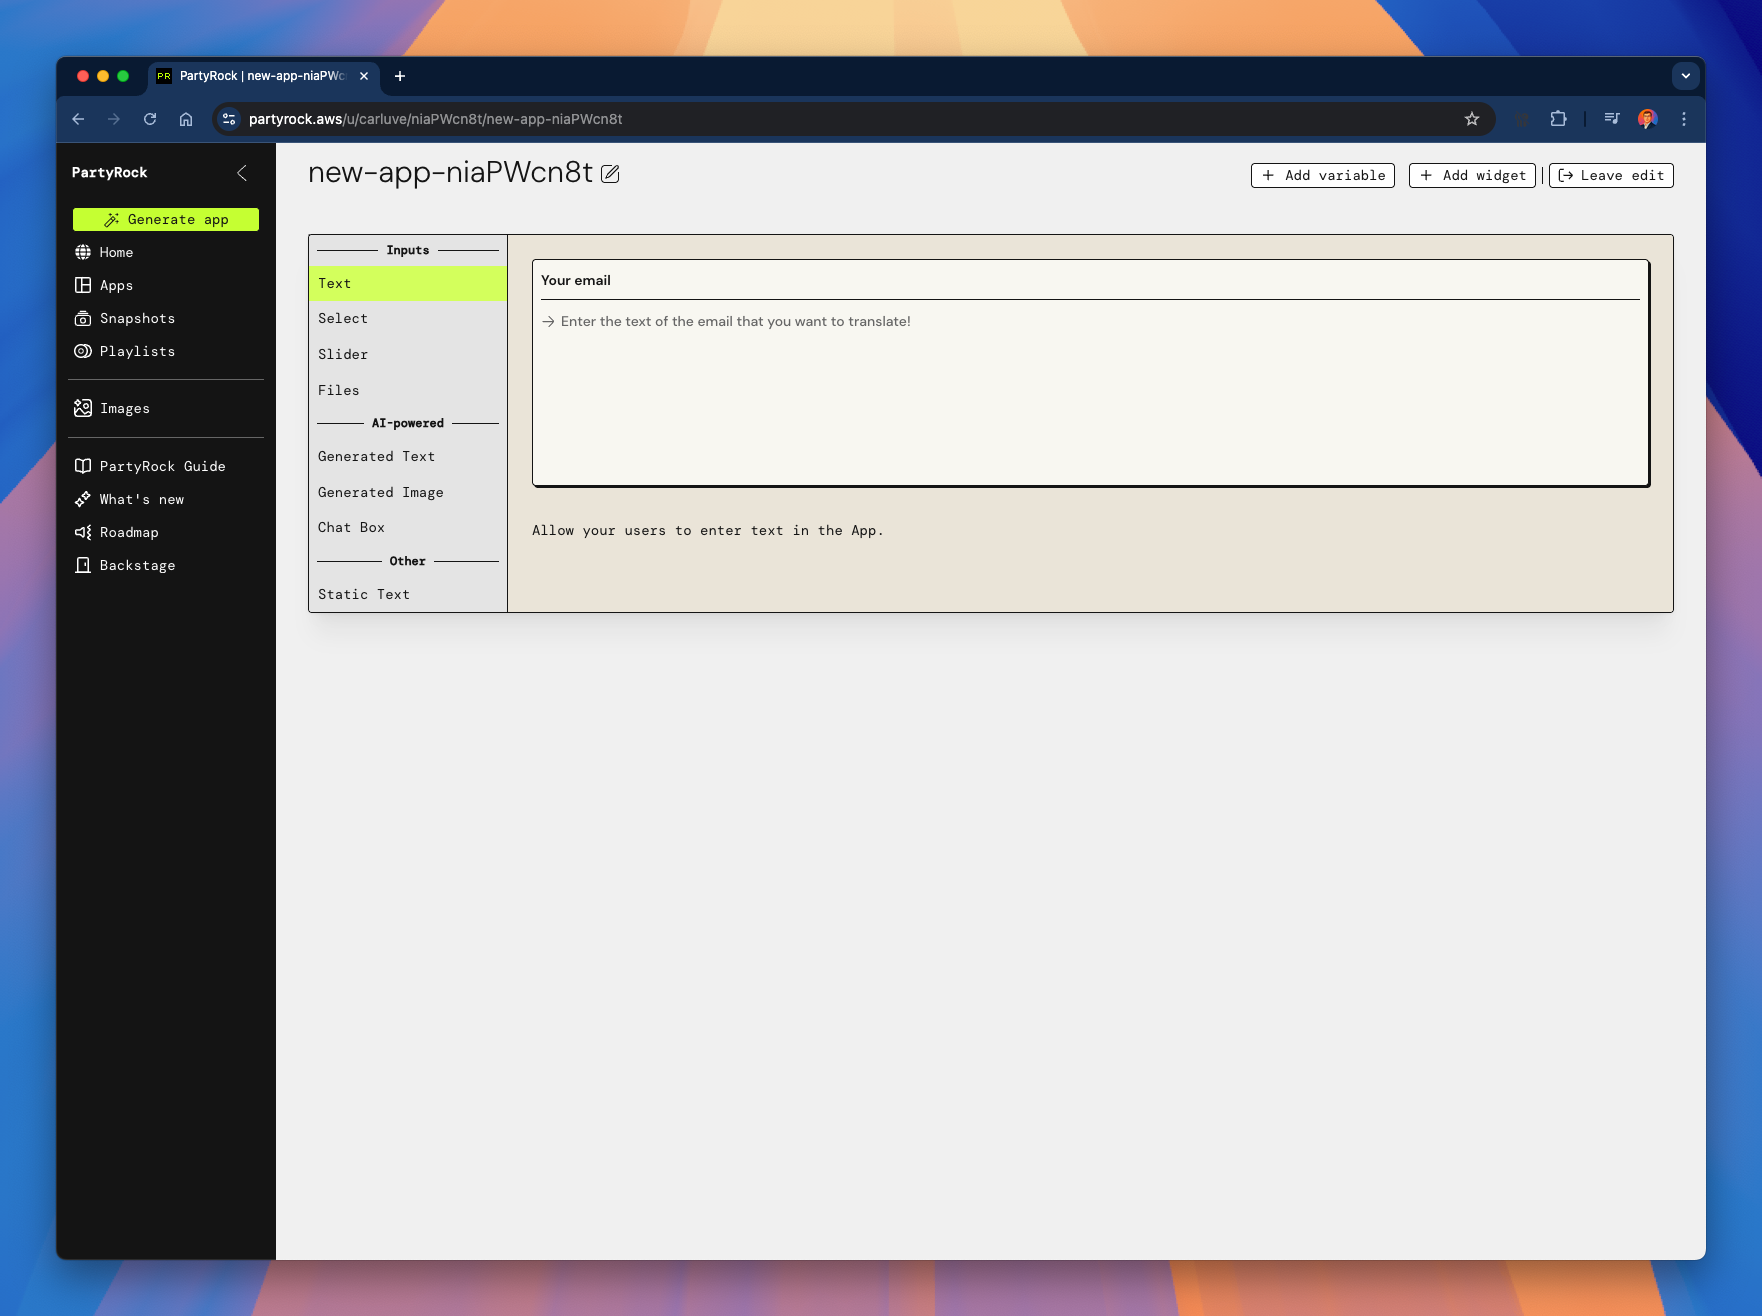 PR PartyRock | new-app-niaPWc
partyrock.aws/u/carluve/niaPWcn8t/new-app-niaPWcn8t
PartyRock
Generate app
Home
Apps
Snapshots
Playlists
Images
PartyRock Guide
What's new
Roadmap
Backstage
new-app-niaPWcn8t
+ Add variable
+ Add widget
Leave edit
Inputs
Text
Select
Slider
Files
AI-powered
Generated Text
Generated Image
Chat Box
Other
Static Text
Your email
→ Enter the text of the email that you want to translate!
Allow your users to enter text in the App.